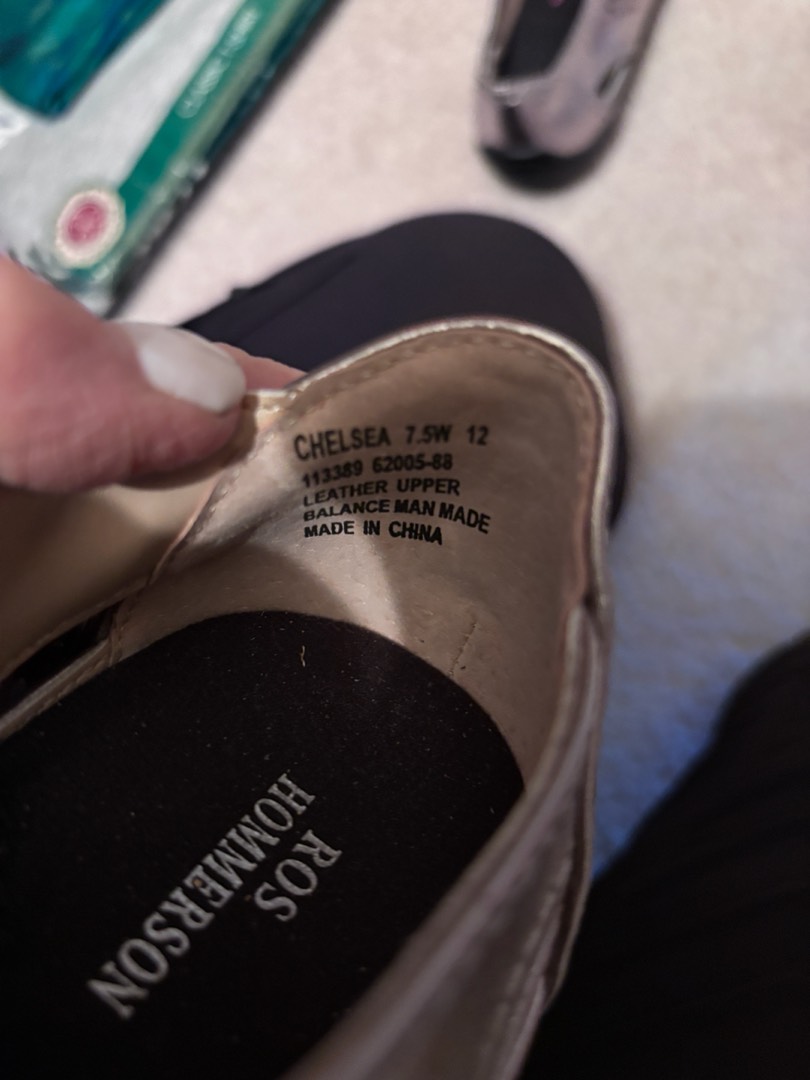 CHELSEA 7.5W 12
113389 62005-88
LEATHER UPPER
BALANCE MAN MADE
MADE IN CHINA
ROS
HOMMERSON